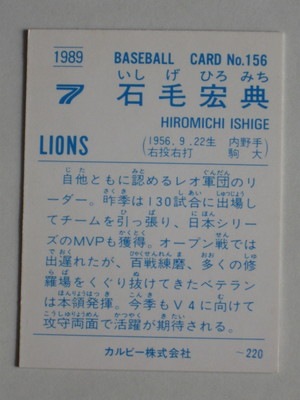 1989
BASEBALL CARD No.156
7
いしげ ひろみち
石毛宏典
HIROMICHI ISHIGE
LIONS
(1956.9.22生 内野手
右投右打 駒大)
自他ともに認めるレオ軍団のリ
ーダー。昨季は130試合に出場し
てチームを引っ張り、日本シリー
ズのMVPも獲得。オープン戦では
出遅れたが、百戦練磨、多くの修
羅場をくぐり抜けてきたベテラン
は本領発揮。今季もV4に向けて
攻守両面で活躍が期待される。
カルビー株式会社
〜220